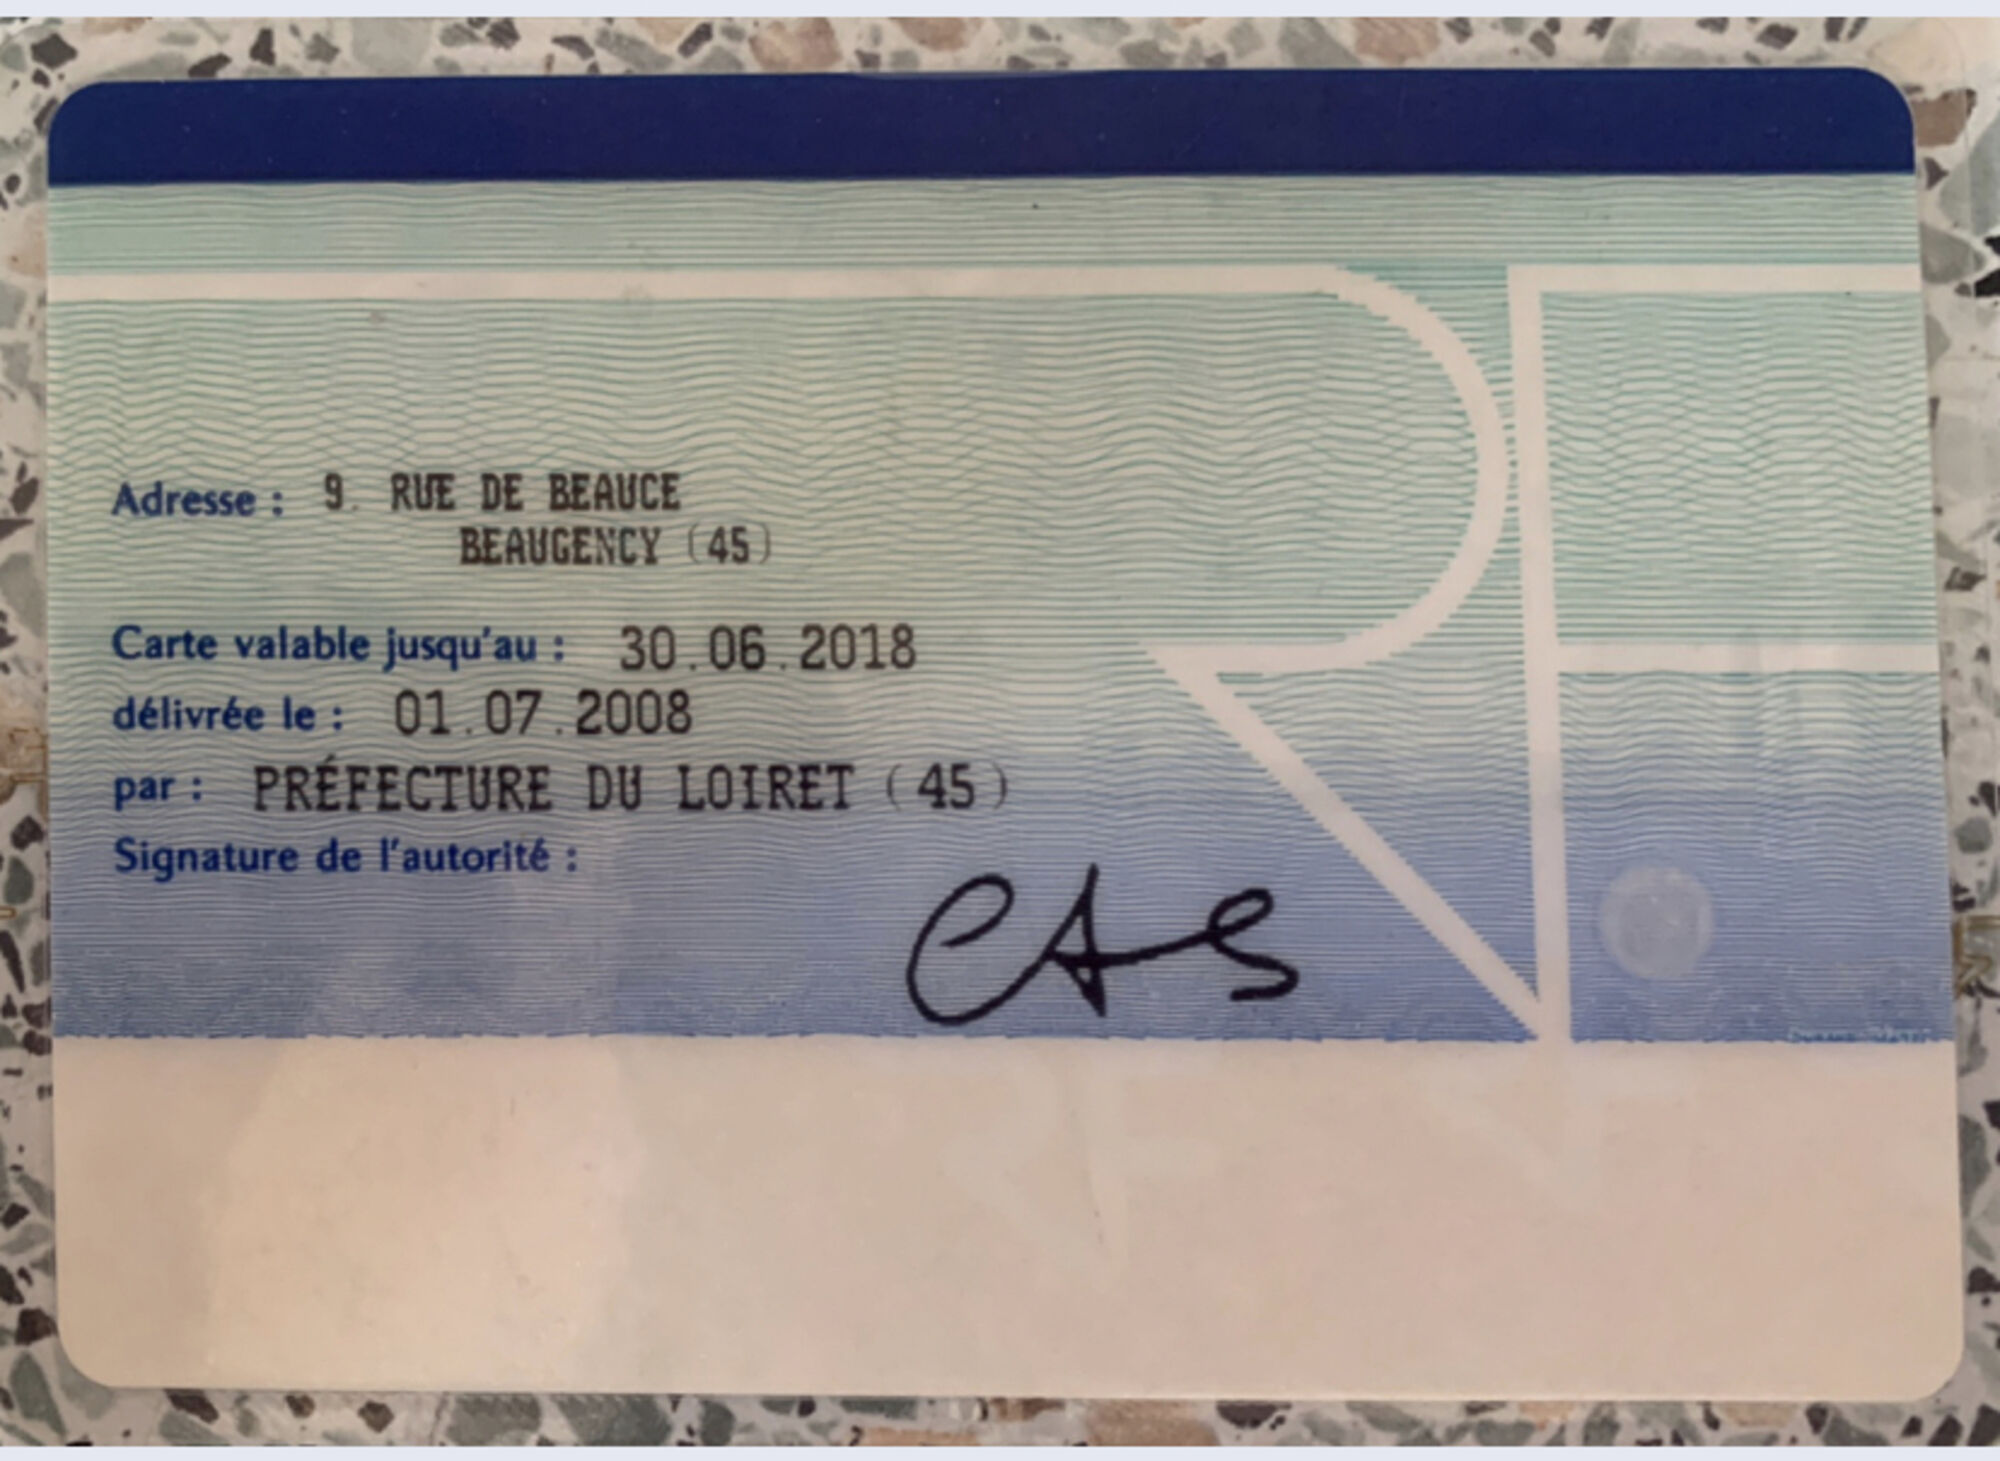 Adresse : 9. RUE DE BEAUCE
BEAUGENCY (45)
Carte valable jusqu'au : 30.06.2018
délivrée le : 01.07.2008
par : PRÉFECTURE DU LOIRET (45)
Signature de l'autorité :
RF